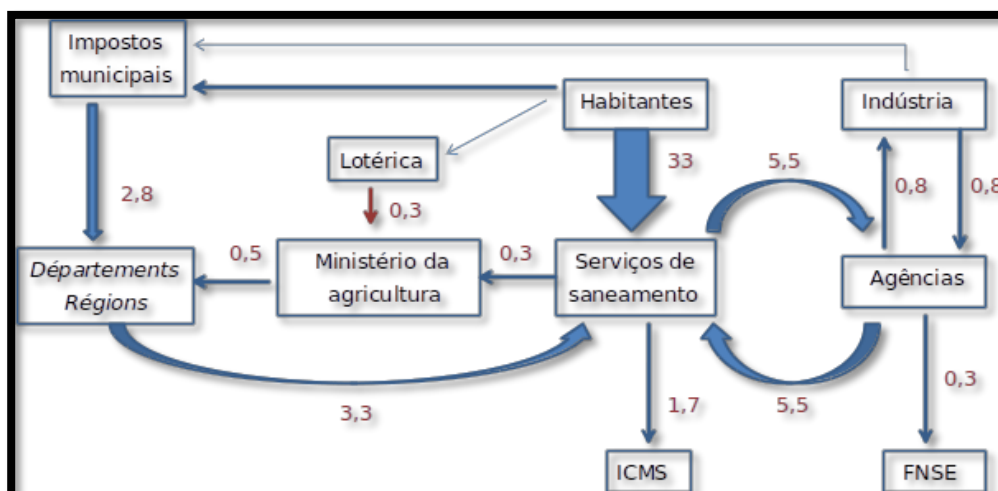 Impostos
municipais
Habitantes
Indústria
Lotérica
33
5,5
0,8
0,8
2,8
0,3
Départements
Régions
0,5
Ministério da
agricultura
0,3
Serviços de
saneamento
Agências
3,3
1,7
5,5
0,3
ICMS
FNSE